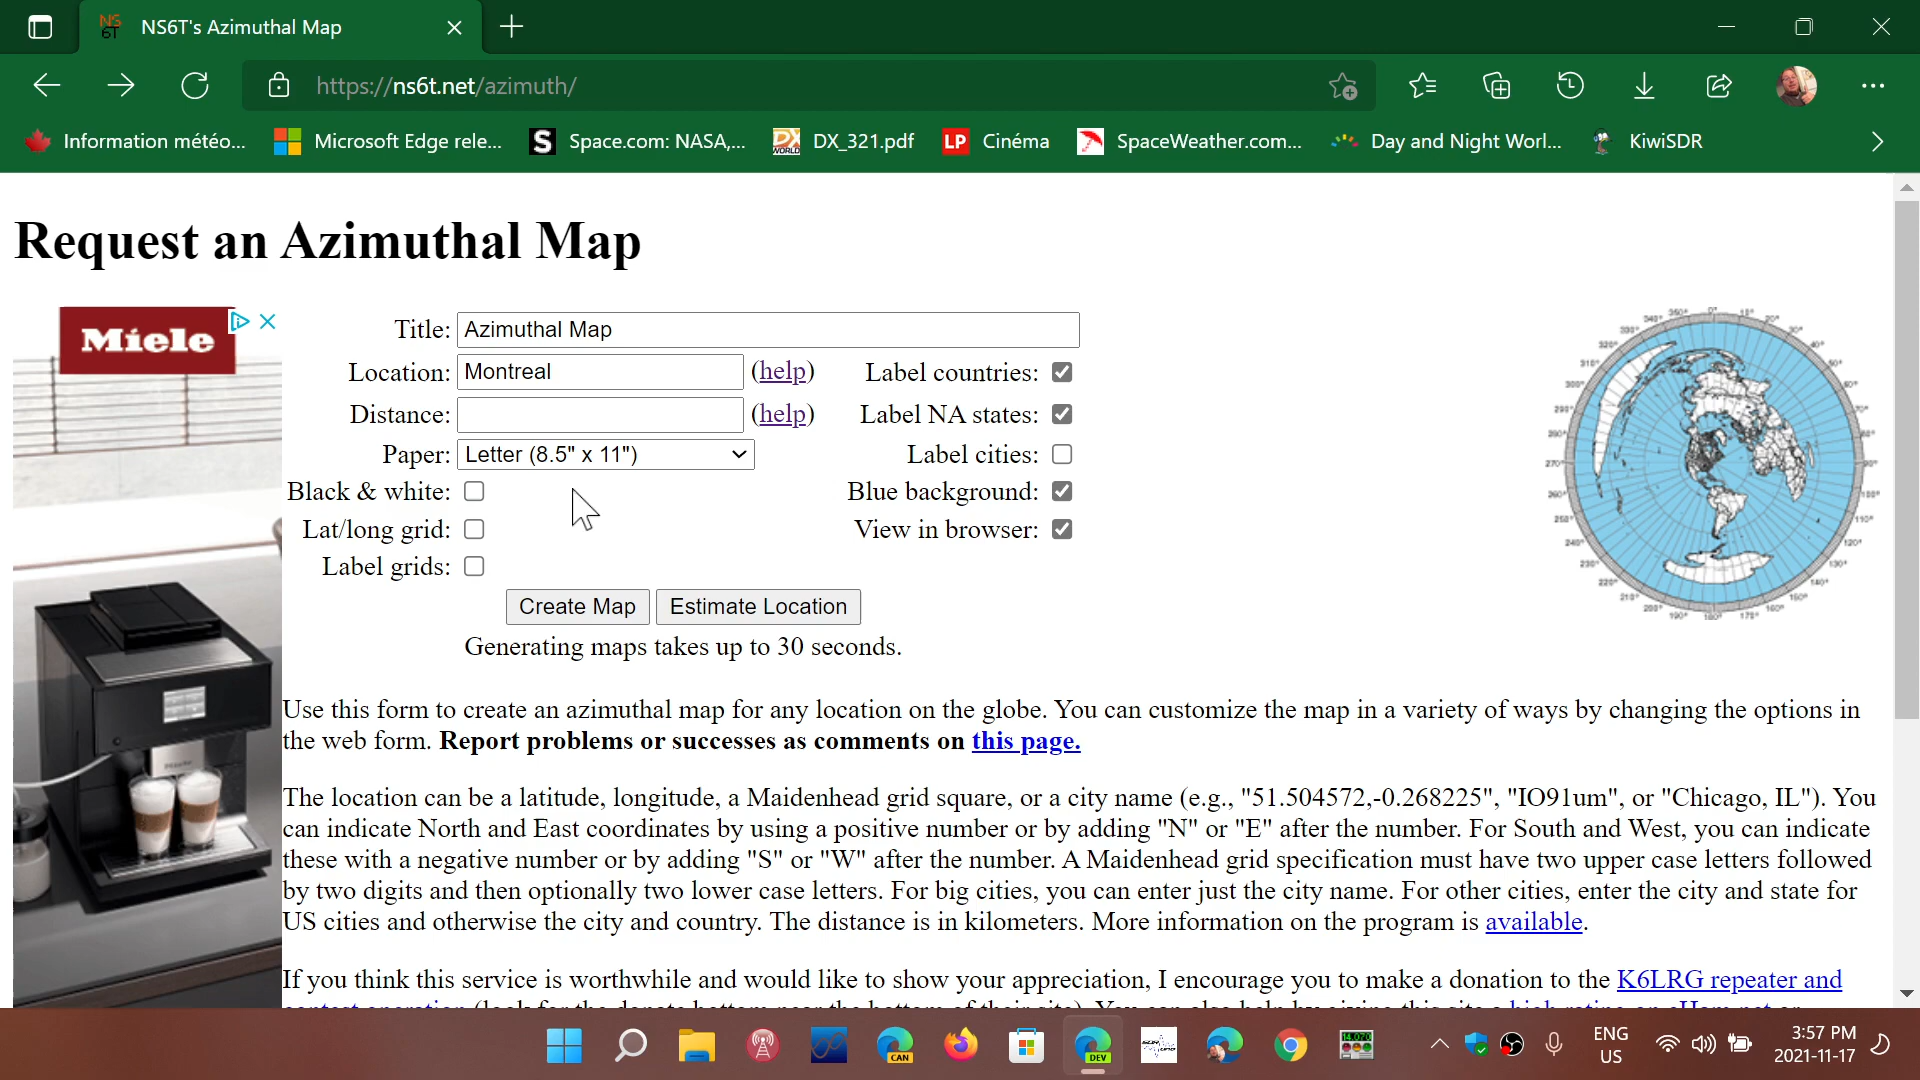 NS6T
NS6T's Azimuthal Map
https://ns6t.net/azimuth/
Information météo...
Microsoft Edge rele...
S
Space.com: NASA,...
DX WORLD
DX_321.pdf
LP
Cinéma
SpaceWeather.com...
Day and Night Worl...
KiwiSDR
Request an Azimuthal Map
Miele
Title: Azimuthal Map
Location: Montreal (help) Label countries:
Distance: (help) Label NA states:
Paper: Letter (8.5" x 11") Label cities:
Black & white: Blue background:
Lat/long grid: View in browser:
Label grids:
Create Map Estimate Location
Generating maps takes up to 30 seconds.
Use this form to create an azimuthal map for any location on the globe. You can customize the map in a variety of ways by changing the options in
the web form. Report problems or successes as comments on this page.
The location can be a latitude, longitude, a Maidenhead grid square, or a city name (e.g., "51.504572,-0.268225", "IO91um", or "Chicago, IL"). You
can indicate North and East coordinates by using a positive number or by adding "N" or "E" after the number. For South and West, you can indicate
these with a negative number or by adding "S" or "W" after the number. A Maidenhead grid specification must have two upper case letters followed
by two digits and then optionally two lower case letters. For big cities, you can enter just the city name. For other cities, enter the city and state for
US cities and otherwise the city and country. The distance is in kilometers. More information on the program is available.
If you think this service is worthwhile and would like to show your appreciation, I encourage you to make a donation to the K6LRG repeater and
CAN
DEV
14.070
ENG
US
3:57 PM
2021-11-17